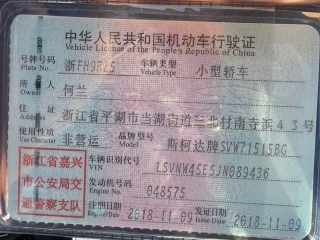 中华人民共和国机动车行驶证
Vehicle License of the People's Republic of China
号牌号码 浙FH9R25 车辆类型 小型轿车
Plate No. Vehicle Type
所有人 何兰
Owner
住址 浙江省平湖市当湖街道三北村南寺浜43号
Address
使用性质 非营运 品牌型号 斯柯达牌SVW71515BG
Use Character Model
浙江省嘉兴 车辆识别代号 LSVNW45E5JN089436
VIN
市公安局交 发动机号码 048575
Engine No.
通警察支队 注册日期 2018-11-09 发证日期 2018-11-09
Register Date Issue Date